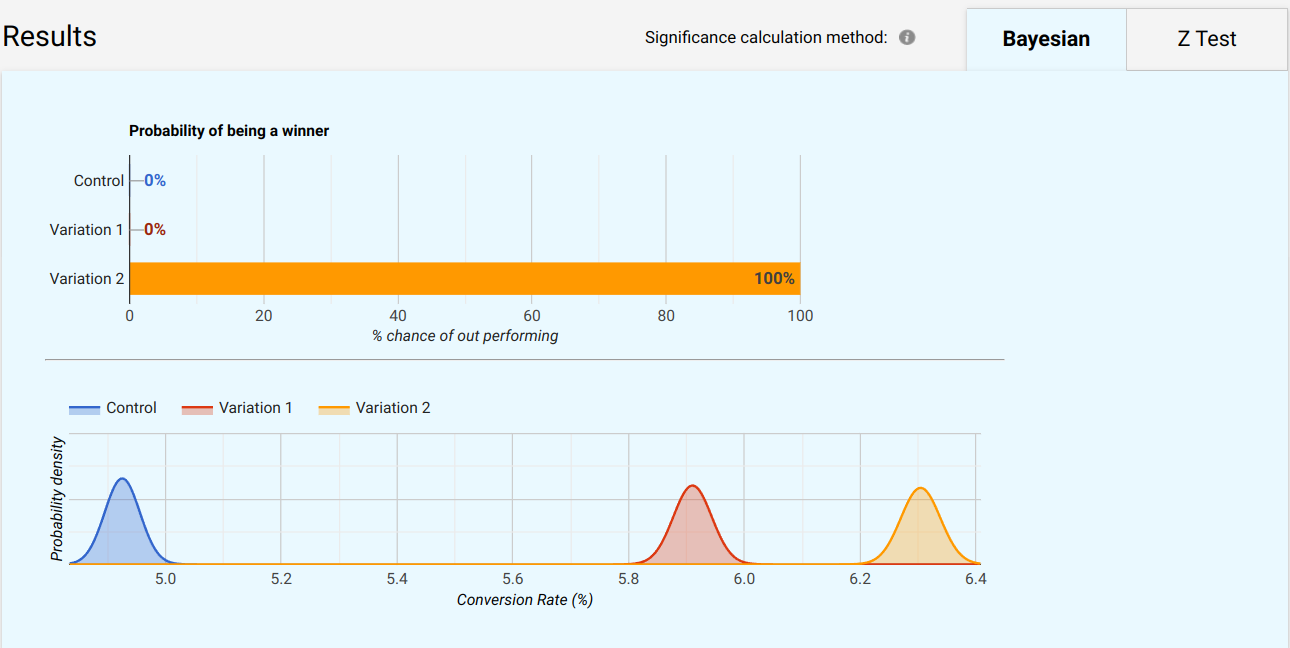 Results
Significance calculation method:
Bayesian
Z Test
Probability of being a winner
Control 0%
Variation 1 0%
Variation 2 100%
0 20 40 60 80 100
% chance of out performing
Control Variation 1 Variation 2
Probability density
5.0 5.2 5.4 5.6 5.8 6.0 6.2 6.4
Conversion Rate (%)